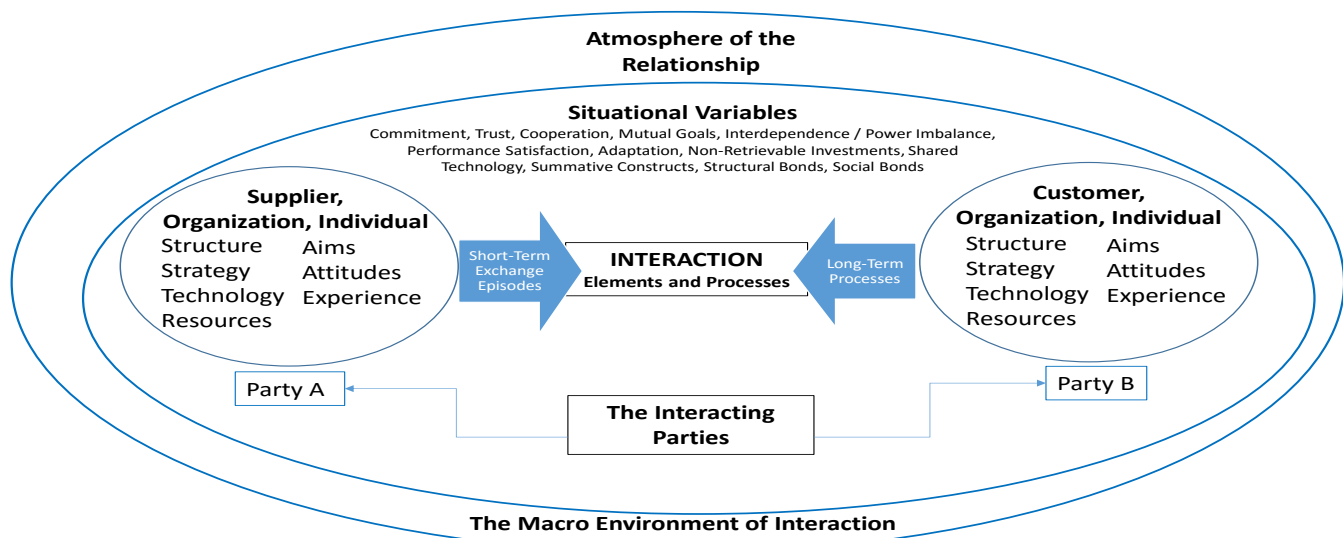 Atmosphere of the
Relationship
Situational Variables
Commitment, Trust, Cooperation, Mutual Goals, Interdependence / Power Imbalance,
Performance Satisfaction, Adaptation, Non-Retrievable Investments, Shared
Technology, Summative Constructs, Structural Bonds, Social Bonds
Supplier,
Organization, Individual
Structure Aims
Strategy Attitudes
Technology Experience
Resources
Short-Term
Exchange
Episodes
INTERACTION
Elements and Processes
Long-Term
Processes
Customer,
Organization, Individual
Structure Aims
Strategy Attitudes
Technology Experience
Resources
Party A
The Interacting
Parties
Party B
The Macro Environment of Interaction